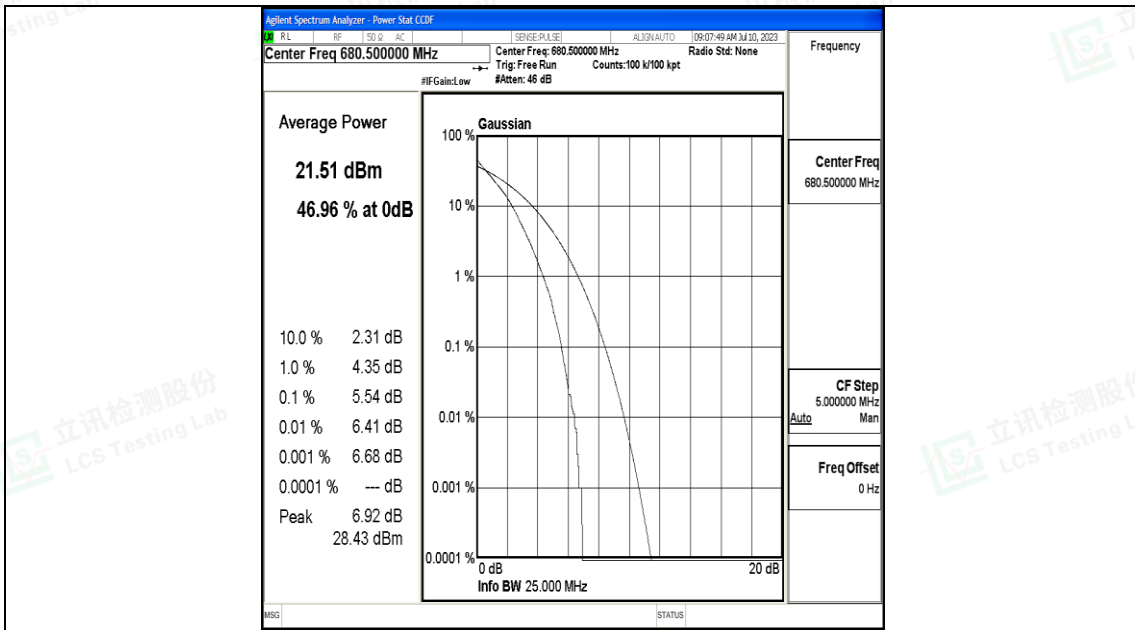 Agilent Spectrum Analyzer - Power Stat CCDF
RL RF 50 Ω AC SENSE:PULSE ALIGN AUTO 09:07:49 AM Jul 10, 2023
Center Freq 680.500000 MHz
Center Freq: 680.500000 MHz Radio Std: None
Trig: Free Run Counts:100 k/100 kpt
#IFGain:Low #Atten: 46 dB
Frequency
Average Power
21.51 dBm
46.96 % at 0dB
10.0 % 2.31 dB
1.0 % 4.35 dB
0.1 % 5.54 dB
0.01 % 6.41 dB
0.001 % 6.68 dB
0.0001 % --- dB
Peak 6.92 dB
28.43 dBm
Gaussian
100 %
10 %
1 %
0.1 %
0.01 %
0.001 %
0.0001 %
0 dB 20 dB
Info BW 25.000 MHz
Center Freq
680.500000 MHz
CF Step
5.000000 MHz
Auto Man
Freq Offset
0 Hz
MSG STATUS
立讯检测股份
LCS Testing Lab
立讯检测股份
LCS Testing L